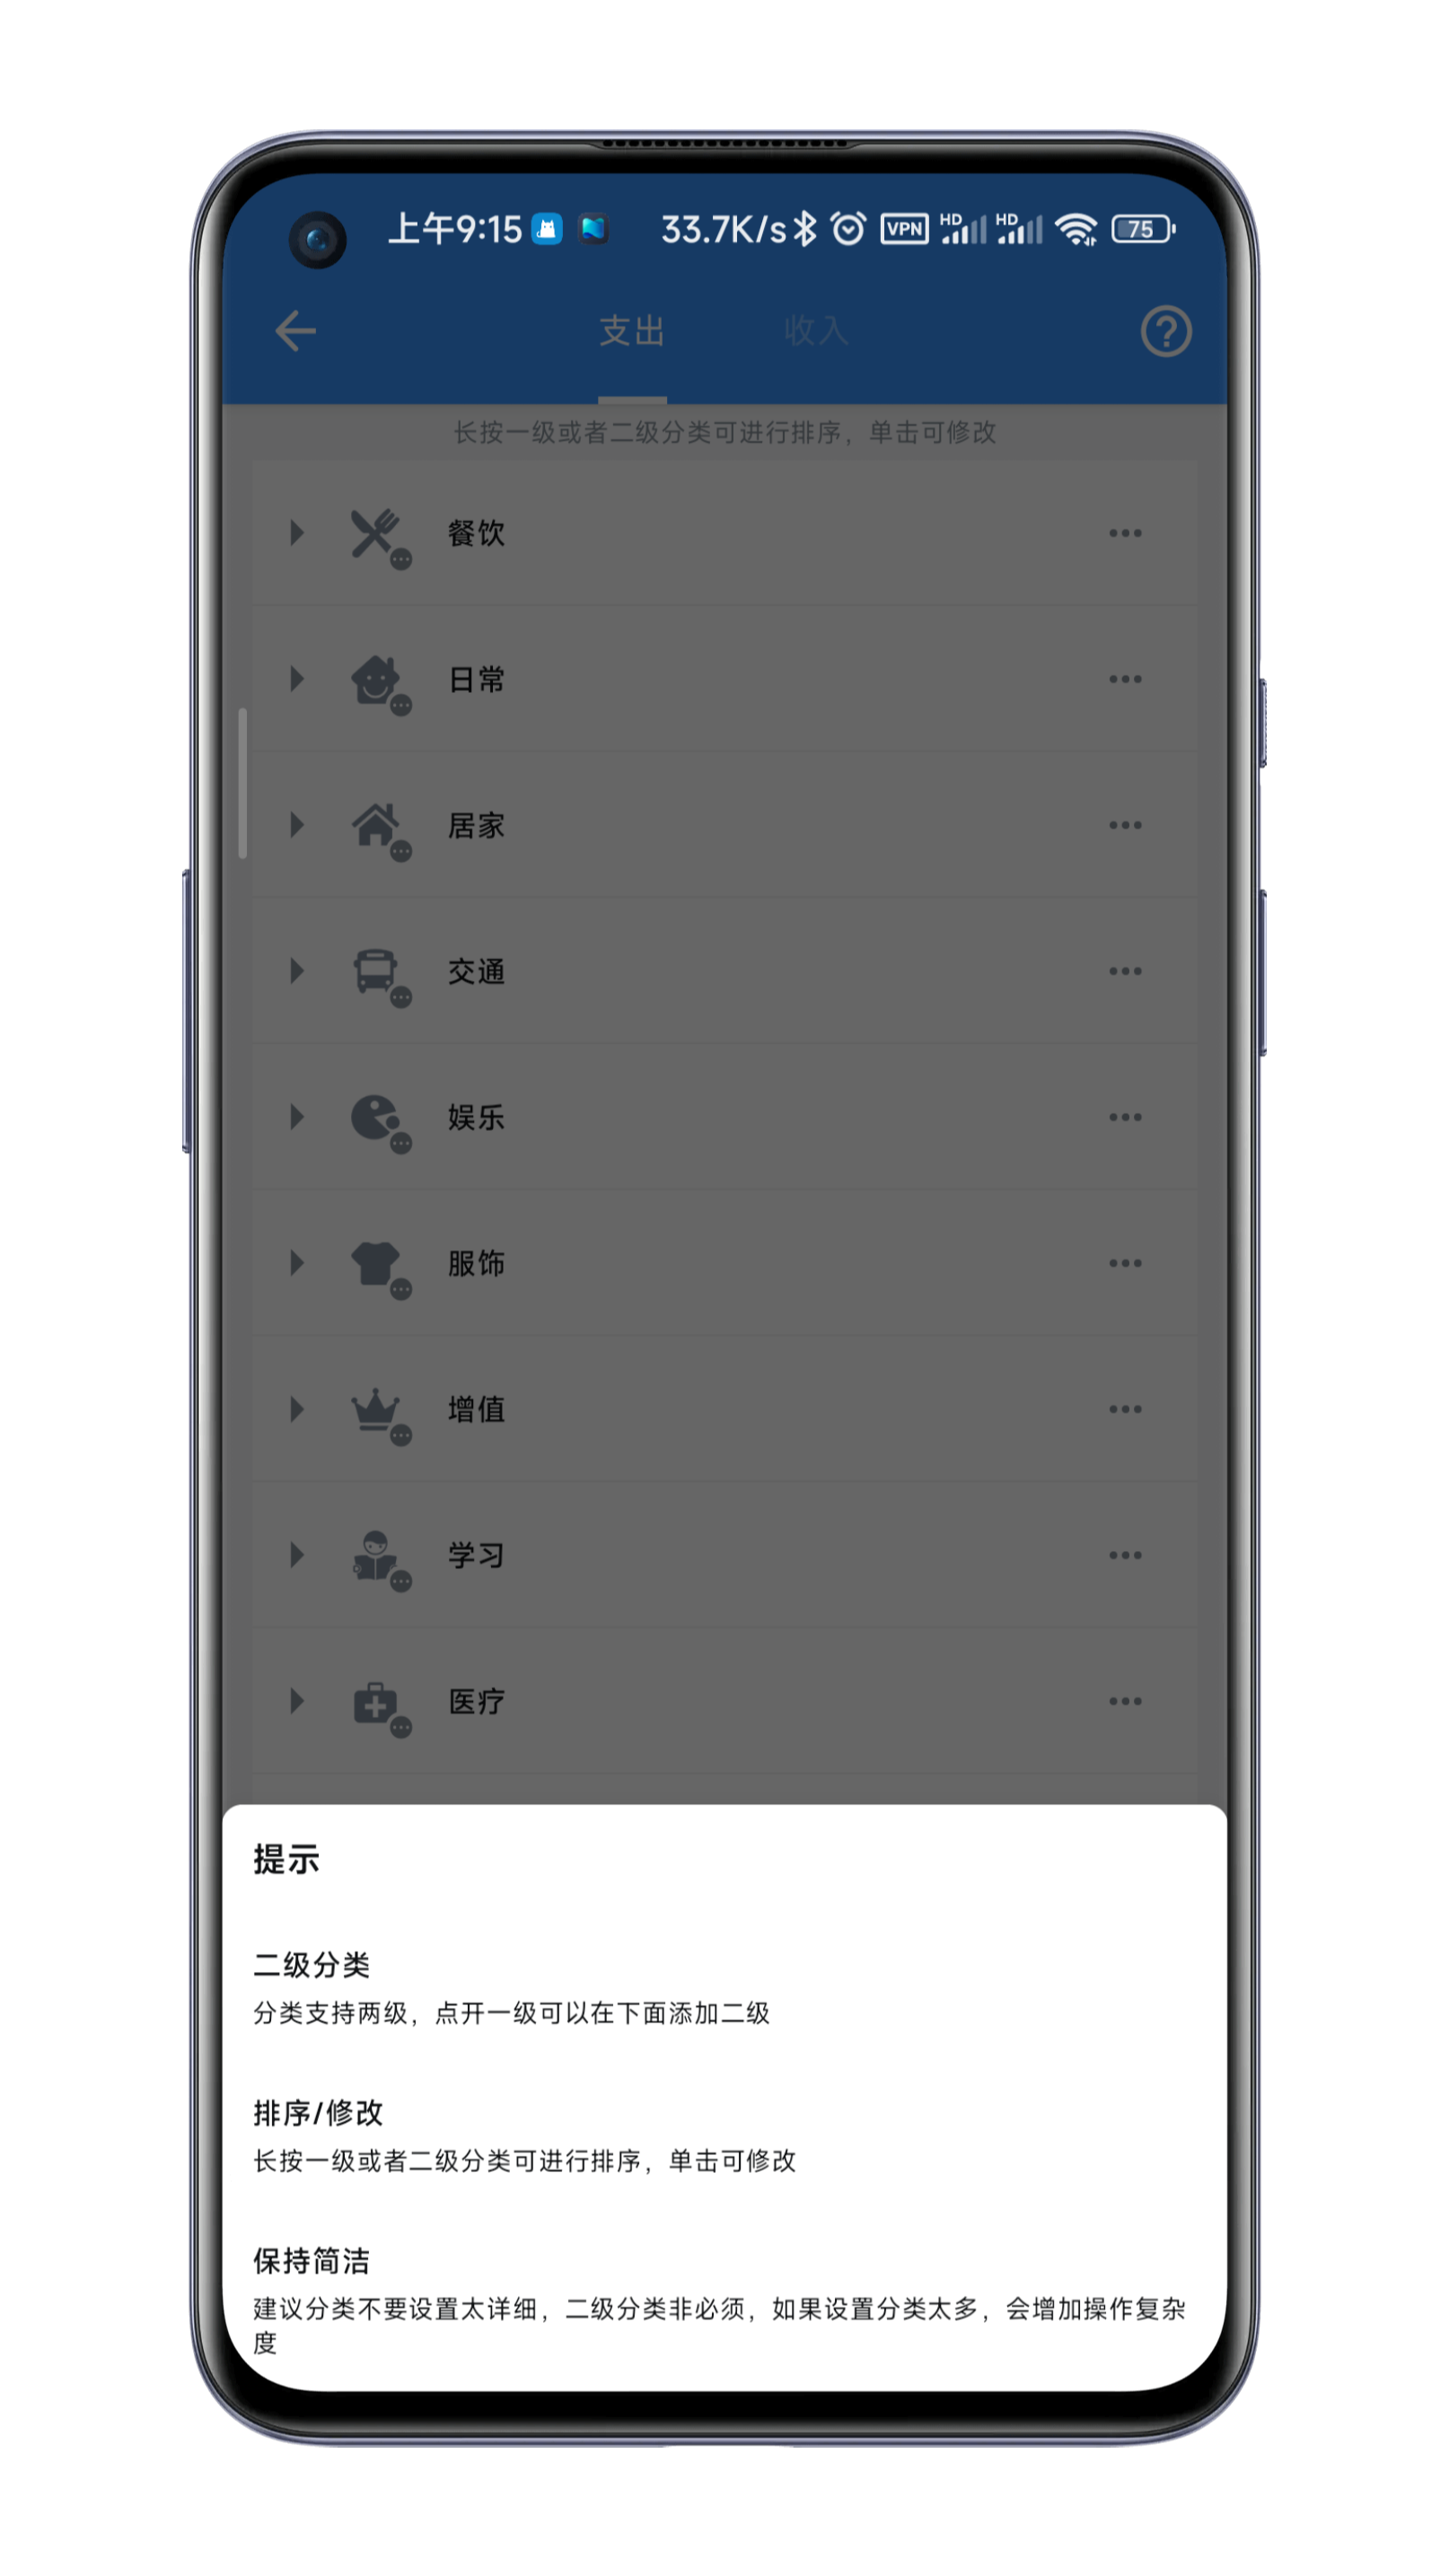 上午9:15 33.7K/s VPN HD HD 75
支出 收入
长按一级或者二级分类可进行排序，单击可修改
餐饮
日常
居家
交通
娱乐
服饰
增值
学习
医疗
提示
二级分类
分类支持两级，点开一级可以在下面添加二级
排序/修改
长按一级或者二级分类可进行排序，单击可修改
保持简洁
建议分类不要设置太详细，二级分类非必须，如果设置分类太多，会增加操作复杂
度